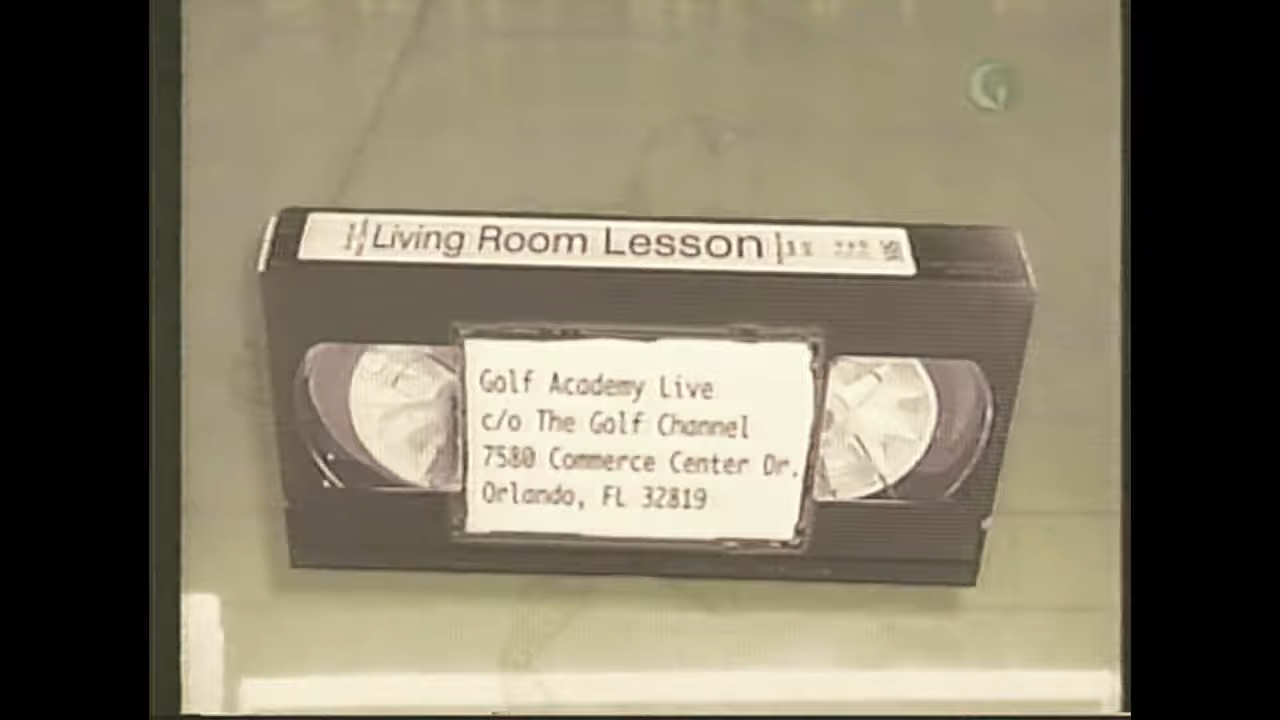 Living Room Lesson
Golf Academy Live
c/o The Golf Channel
7580 Commerce Center Dr.
Orlando, FL 32819